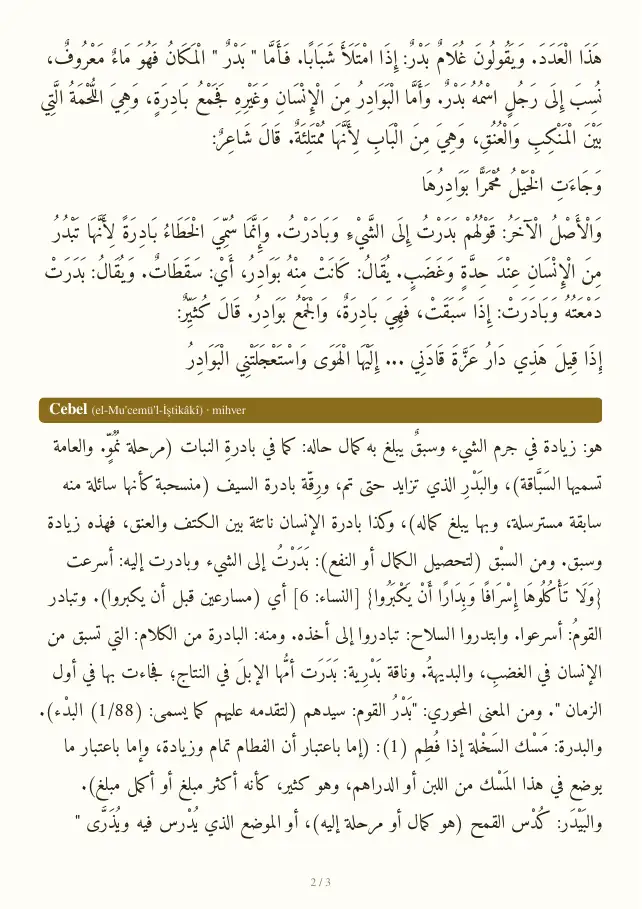 هَذَا الْعَدَدَ. وَيَقُولُونَ غُلَامٌ بَدْرٌ: إِذَا امْتَلَأَ شَبَابًا. فَأَمَّا " بَدْرٌ " الْمَكَانُ فَهُوَ مَاءٌ مَعْرُوفٌ،
نُسِبَ إِلَى رَجُلٍ اسْمُهُ بَدْرٌ. وَأَمَّا الْبَوَادِرُ مِنَ الْإِنْسَانِ وَغَيْرِهِ فَجَمْعُ بَادِرَةٍ، وَهِيَ اللَّحْمَةُ الَّتِي
بَيْنَ الْمَنْكِبِ وَالْعُنُقِ، وَهِيَ مِنَ الْبَابِ لِأَنَّهَا مُمْتَلِئَةٌ. قَالَ شَاعِرٌ:
وَجَاءَتِ الْخَيْلُ مُحْمَرًّا بَوَادِرُهَا
وَالْأَصْلُ الْآخَرُ: قَوْلُهُمْ بَدَرْتُ إِلَى الشَّيْءِ وَبَادَرْتُ. وَإِنَّمَا سُمِّيَ الْخَطَاءُ بَادِرَةً لِأَنَّهَا تَبْدُرُ
مِنَ الْإِنْسَانِ عِنْدَ حِدَّةٍ وَغَضَبٍ. يُقَالُ: كَانَتْ مِنْهُ بَوَادِرُ، أَيْ: سَقَطَاتٌ. وَيُقَالُ: بَدَرَتْ
دَمْعَتُهُ وَبَادَرَتْ: إِذَا سَبَقَتْ، فَهِيَ بَادِرَةٌ، وَالْجَمْعُ بَوَادِرُ. قَالَ كُثَيِّرٌ:
إِذَا قِيلَ هَذِي دَارُ عَزَّةَ قَادَنِي ... إِلَيْهَا الْهَوَى وَاسْتَعْجَلَتْنِي الْبَوَادِرُ
Cebel (el-Mu'cemü'l-İştikâkî) · mihver
هو: زيادة في جرم الشيء وسبقٌ يبلغ به كمال حاله: كما في بادرةِ النبات (مرحلة نُمُوّ. والعامة
تسميها السَبَّاقة)، والبَدْرِ الذي تزايد حتى تم، ورِقّة بادرة السيف (منسحبة كأنها سائلة منه
سابقة مسترسلة، وبها يبلغ كماله)، وكذا بادرة الإنسان ناتئة بين الكتف والعنق، فهذه زيادة
وسبق. ومن السبْق (لتحصيل الكمال أو النفع): بَدَرْتُ إلى الشيء وبادرت إليه: أسرعت
{وَلَا تَأْكُلُوهَا إِسْرَافًا وَبِدَارًا أَنْ يَكْبَرُوا} [النساء: 6] أي (مسارعين قبل أن يكبروا). وتبادر
القومُ: أسرعوا. وابتدروا السلاح: تبادروا إلى أخذه. ومنه: البادرة من الكلام: التي تسبق من
الإنسان في الغضبِ، والبديهةُ. وناقة بَدْرِية: بَدَرَت أمُّها الإبلَ في النتاج؛ فجاءت بها في أول
الزمان ". ومن المعنى المحوري: "بَدْرُ القوم: سيدهم (لتقدمه عليهم كما يسمى: (1/88) البدْء).
والبدرة: مَسْك السَخْلة إذا فُطِم (1): (إما باعتبار أن الفطام تمام وزيادة، وإما باعتبار ما
يوضع في هذا المَسْك من اللبن أو الدراهم، وهو كثير، كأنه أكثر مبلغ أو أكمل مبلغ).
والبَيْدَر: كُدْس القمح (هو كمال أو مرحلة إليه)، أو الموضع الذي يُدْرس فيه ويُذَرَّى "
2 / 3